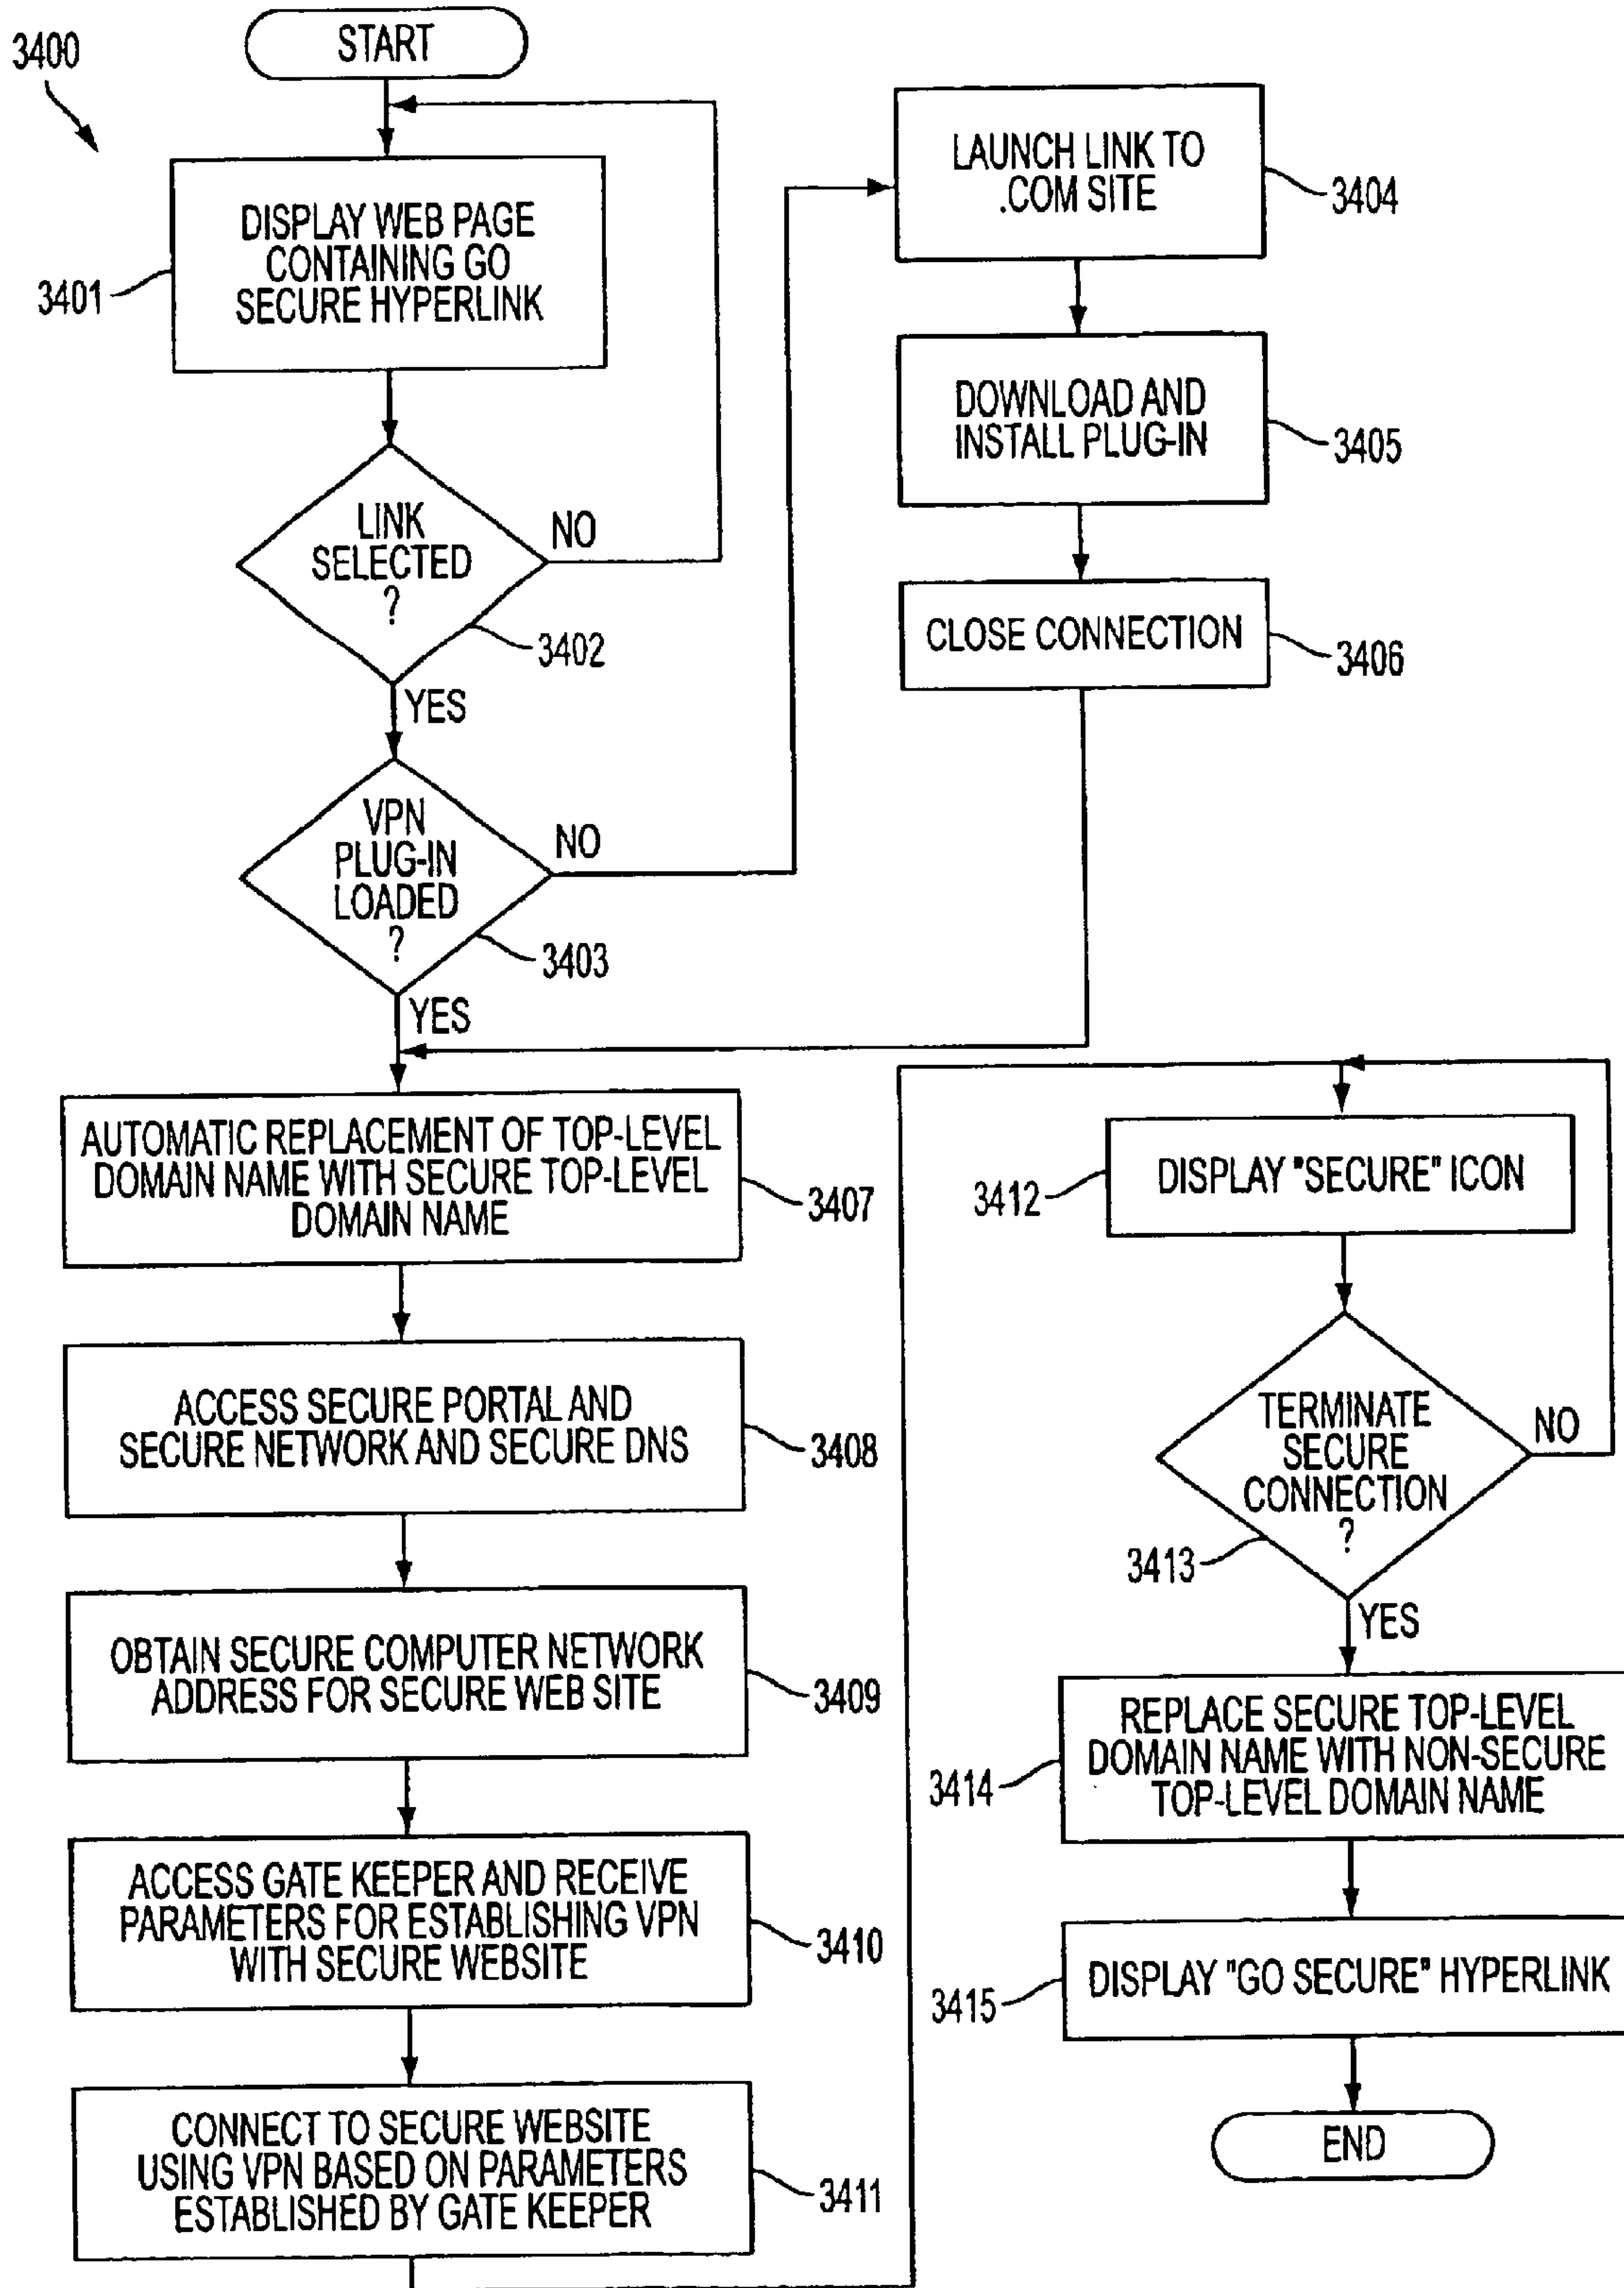 3400
START
DISPLAY WEB PAGE
CONTAINING GO
SECURE HYPERLINK
3401
LINK
SELECTED
?
NO
3402
YES
VPN
PLUG-IN
LOADED
?
NO
3403
YES
LAUNCH LINK TO
.COM SITE
3404
DOWNLOAD AND
INSTALL PLUG-IN
3405
CLOSE CONNECTION
3406
AUTOMATIC REPLACEMENT OF TOP-LEVEL
DOMAIN NAME WITH SECURE TOP-LEVEL
DOMAIN NAME
3407
ACCESS SECURE PORTAL AND
SECURE NETWORK AND SECURE DNS
3408
OBTAIN SECURE COMPUTER NETWORK
ADDRESS FOR SECURE WEB SITE
3409
ACCESS GATE KEEPER AND RECEIVE
PARAMETERS FOR ESTABLISHING VPN
WITH SECURE WEBSITE
3410
CONNECT TO SECURE WEBSITE
USING VPN BASED ON PARAMETERS
ESTABLISHED BY GATE KEEPER
3411
DISPLAY "SECURE" ICON
3412
TERMINATE
SECURE
CONNECTION
?
NO
3413
YES
REPLACE SECURE TOP-LEVEL
DOMAIN NAME WITH NON-SECURE
TOP-LEVEL DOMAIN NAME
3414
DISPLAY "GO SECURE" HYPERLINK
3415
END